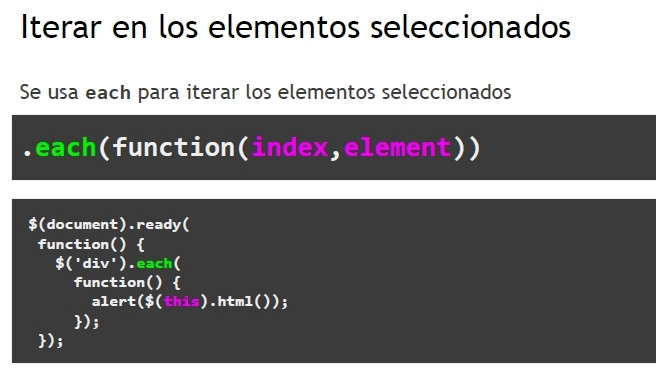 Iterar en los elementos seleccionados
Se usa each para iterar los elementos seleccionados
.each(function(index,element))
$(document).ready(
function() {
$('div').each(
function() {
alert($(this).html());
});
});